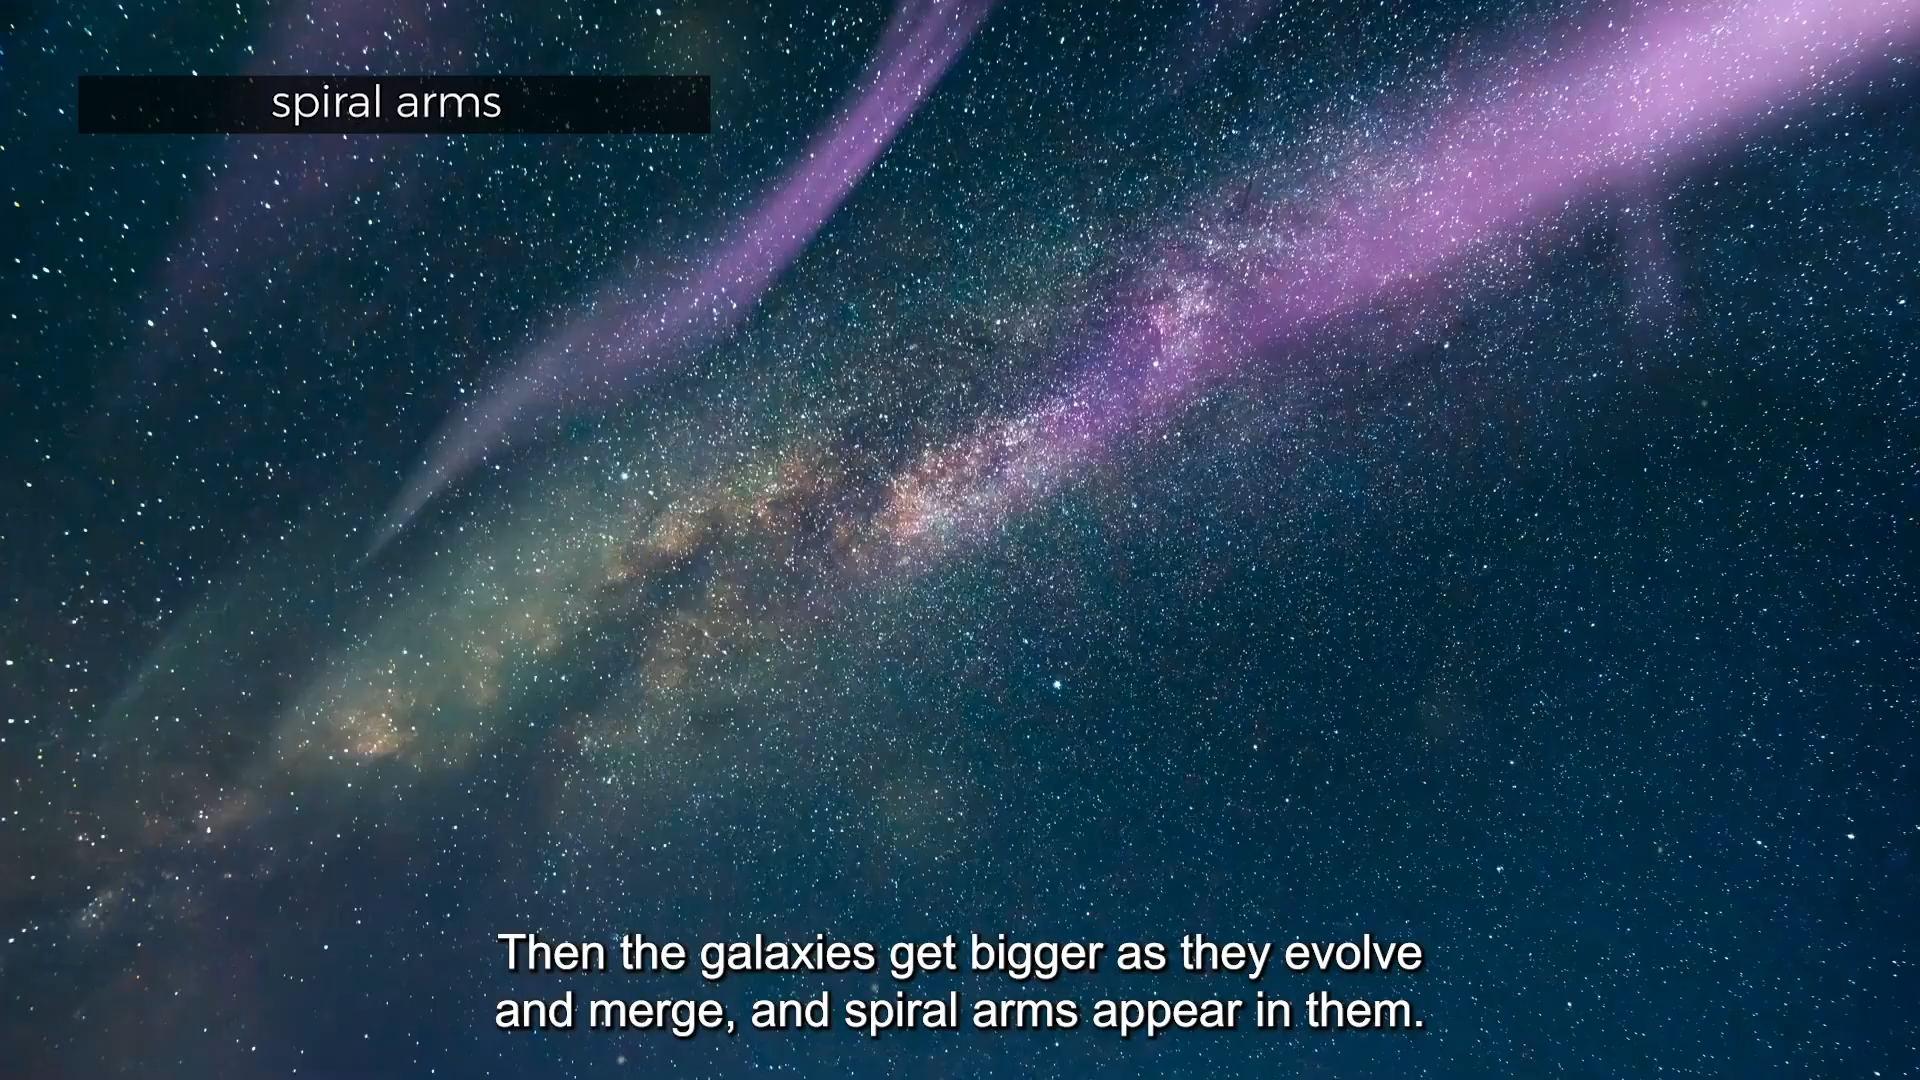 spiral arms
Then the galaxies get bigger as they evolve
and merge, and spiral arms appear in them.